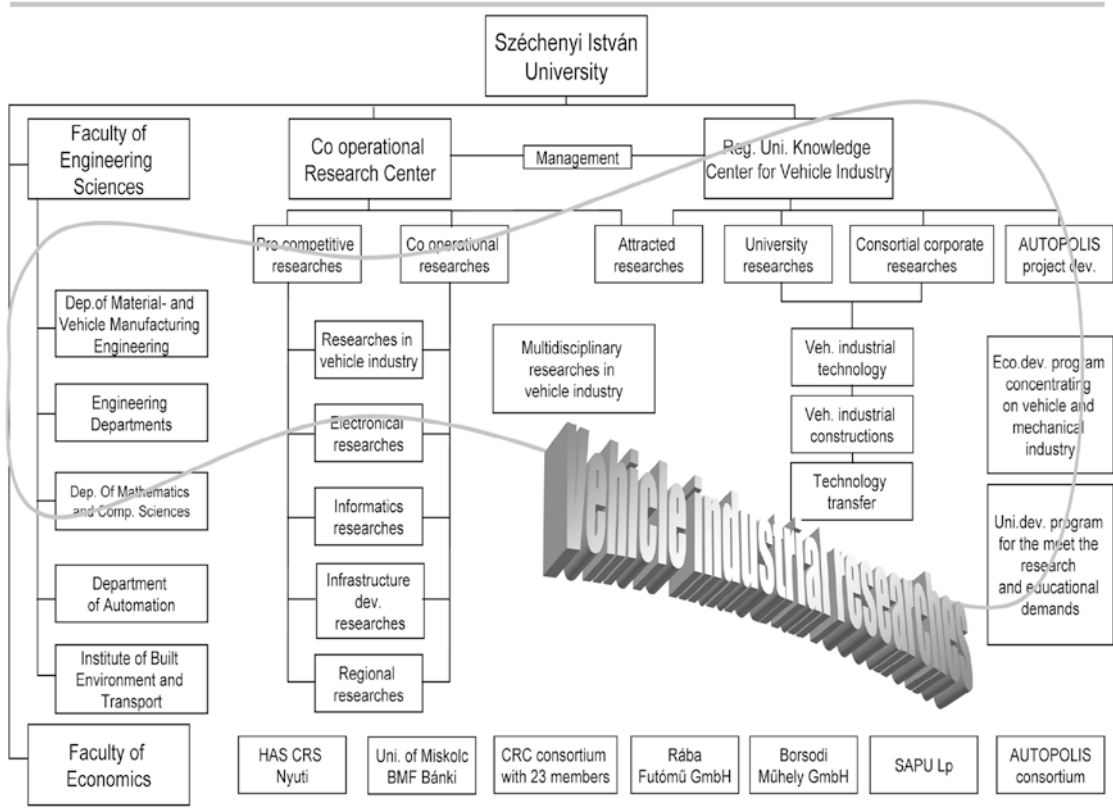 Széchenyi István
University
Faculty of
Engineering
Sciences
Co operational
Research Center
Management
Reg. Uni. Knowledge
Center for Vehicle Industry
Pre competitive
researches
Co operational
researches
Attracted
researches
University
researches
Consortial corporate
researches
AUTOPOLIS
project dev.
Dep.of Material- and
Vehicle Manufacturing
Engineering
Engineering
Departments
Dep. Of Mathematics
and Comp. Sciences
Department
of Automation
Institute of Built
Environment and
Transport
Faculty of
Economics
Researches in
vehicle industry
Electronical
researches
Informatics
researches
Infrastructure
dev.
researches
Regional
researches
Multidisciplinary
researches in
vehicle industry
Veh. industrial
technology
Veh. industrial
constructions
Technology
transfer
Eco.dev. program
concentrating
on vehicle and
mechanical
industry
Uni.dev. program
for the meet the
research
and educational
demands
Vehicle industrial researches
HAS CRS
Nyuti
Uni. of Miskolc
BMF Bánki
CRC consortium
with 23 members
Rába
Futómű GmbH
Borsodi
Műhely GmbH
SAPU Lp
AUTOPOLIS
consortium